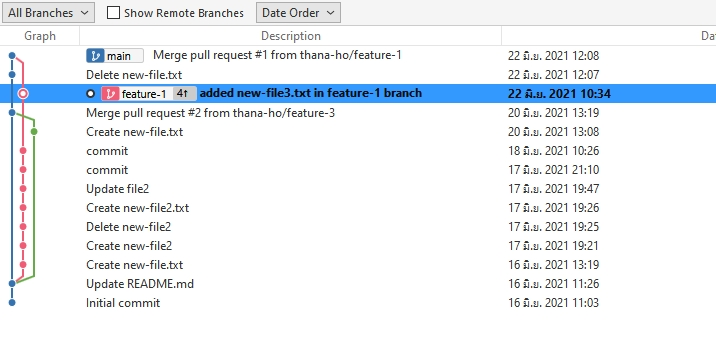 All Branches Show Remote Branches Date Order
Graph Description Da
main Merge pull request #1 from thana-ho/feature-1 22 มิ.ย. 2021 12:08
Delete new-file.txt 22 มิ.ย. 2021 12:07
feature-1 4↑ added new-file3.txt in feature-1 branch 22 มิ.ย. 2021 10:34
Merge pull request #2 from thana-ho/feature-3 20 มิ.ย. 2021 13:19
Create new-file.txt 20 มิ.ย. 2021 13:08
commit 18 มิ.ย. 2021 10:26
commit 17 มิ.ย. 2021 21:10
Update file2 17 มิ.ย. 2021 19:47
Create new-file2.txt 17 มิ.ย. 2021 19:26
Delete new-file2 17 มิ.ย. 2021 19:25
Create new-file2 17 มิ.ย. 2021 19:21
Create new-file.txt 16 มิ.ย. 2021 13:19
Update README.md 16 มิ.ย. 2021 11:26
Initial commit 16 มิ.ย. 2021 11:03